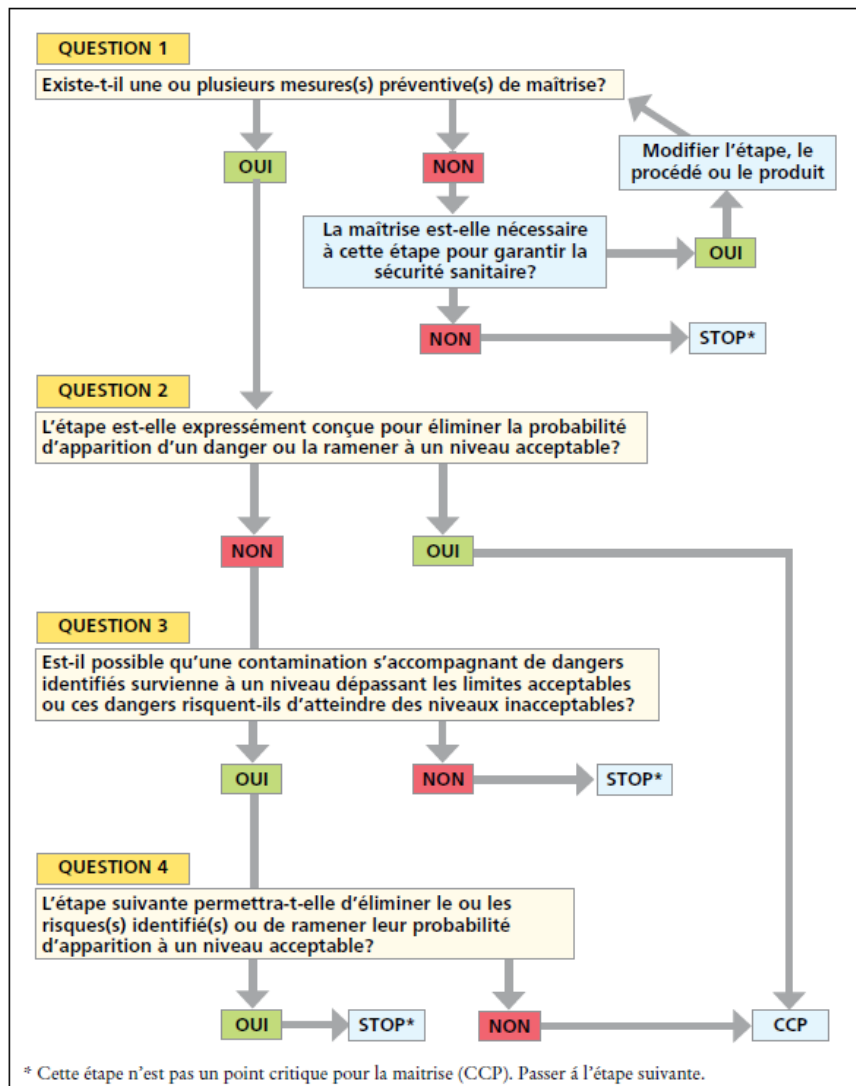 QUESTION 1
Existe-t-il une ou plusieurs mesures(s) préventive(s) de maîtrise?
OUI
NON
Modifier l'étape, le
procédé ou le produit
La maîtrise est-elle nécessaire
à cette étape pour garantir la
sécurité sanitaire?
OUI
NON
STOP*
QUESTION 2
L'étape est-elle expressément conçue pour éliminer la probabilité
d'apparition d'un danger ou la ramener à un niveau acceptable?
NON
OUI
QUESTION 3
Est-il possible qu'une contamination s'accompagnant de dangers
identifiés survienne à un niveau dépassant les limites acceptables
ou ces dangers risquent-ils d'atteindre des niveaux inacceptables?
OUI
NON
STOP*
QUESTION 4
L'étape suivante permettra-t-elle d'éliminer le ou les
risques(s) identifié(s) ou de ramener leur probabilité
d'apparition à un niveau acceptable?
OUI
STOP*
NON
CCP
* Cette étape n'est pas un point critique pour la maitrise (CCP). Passer á l'étape suivante.